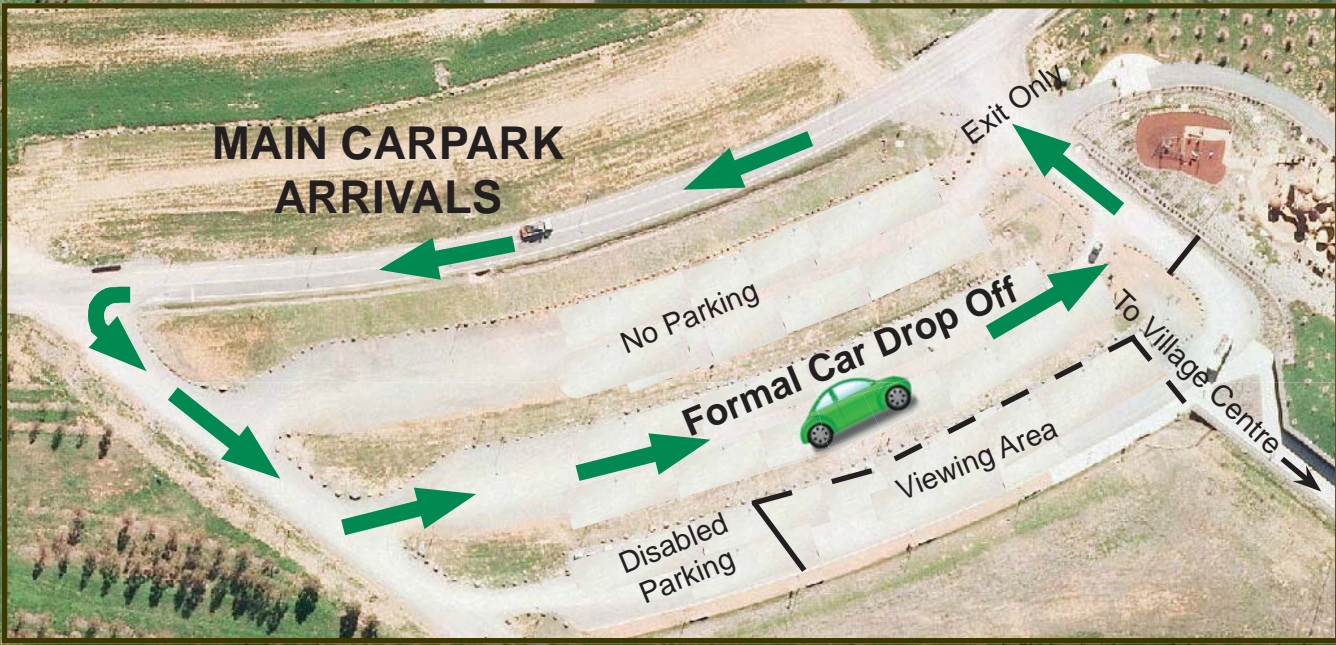 MAIN CARPARK
ARRIVALS
Exit Only
No Parking
Formal Car Drop Off
To Village Centre
Viewing Area
Disabled
Parking